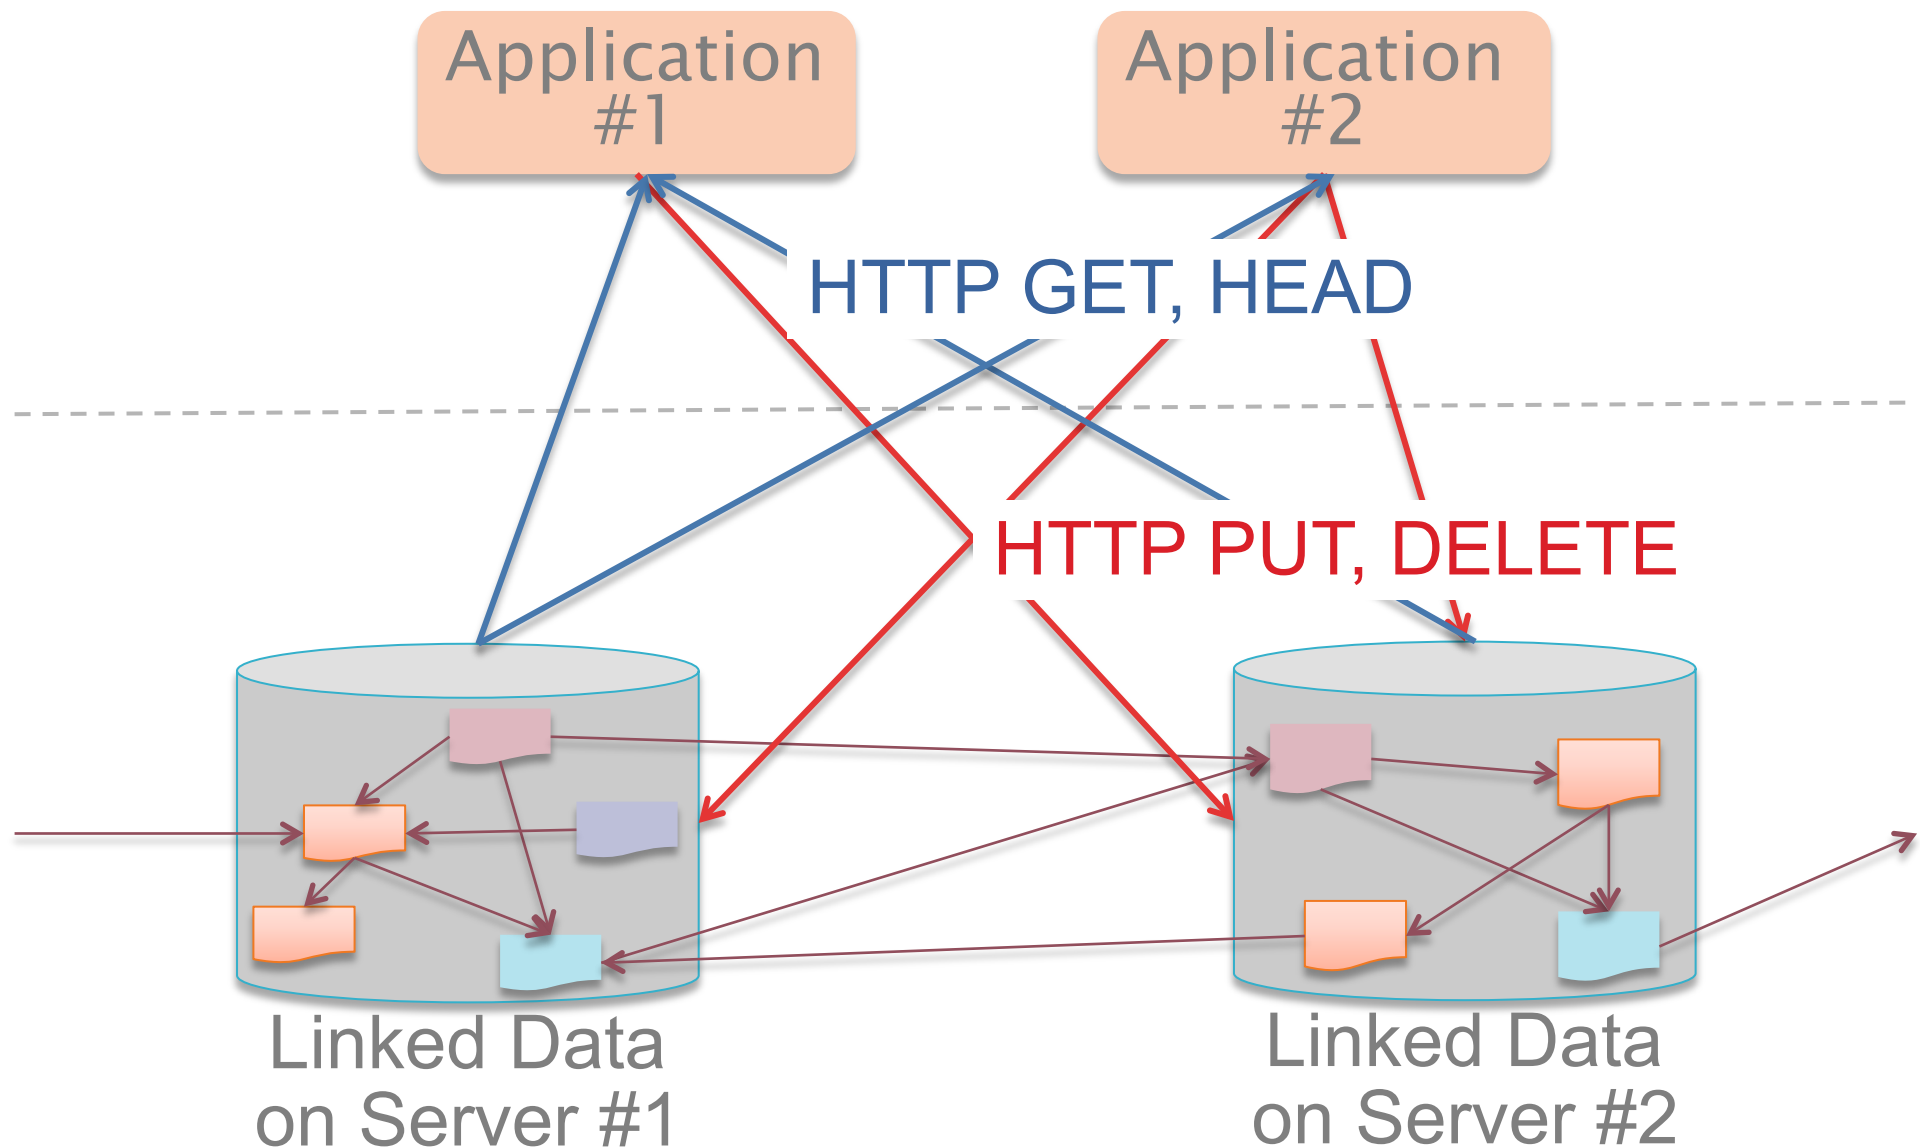 Application
#1
Application
#2
HTTP GET, HEAD
HTTP PUT, DELETE
Linked Data
on Server #1
Linked Data
on Server #2